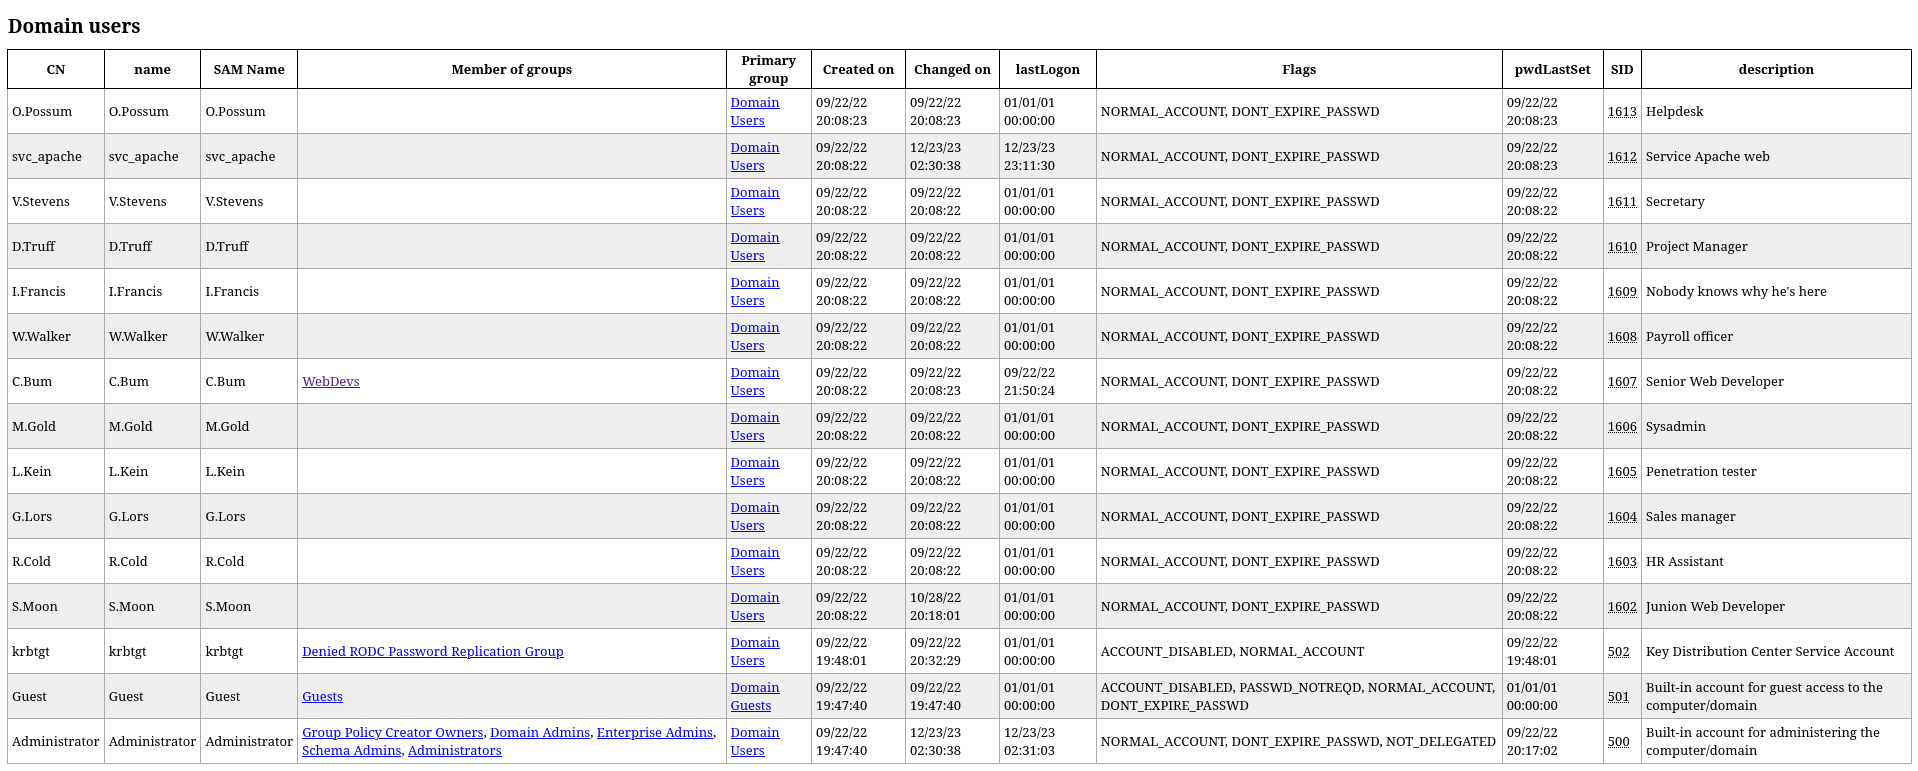 Domain users
CN name SAM Name Member of groups Primary group Created on Changed on lastLogon Flags pwdLastSet SID description
O.Possum O.Possum O.Possum Domain Users 09/22/22 20:08:23 09/22/22 20:08:23 01/01/01 00:00:00 NORMAL_ACCOUNT, DONT_EXPIRE_PASSWD 09/22/22 20:08:23 1613 Helpdesk
svc_apache svc_apache svc_apache Domain Users 09/22/22 20:08:22 12/23/23 02:30:38 12/23/23 23:11:30 NORMAL_ACCOUNT, DONT_EXPIRE_PASSWD 09/22/22 20:08:23 1612 Service Apache web
V.Stevens V.Stevens V.Stevens Domain Users 09/22/22 20:08:22 09/22/22 20:08:22 01/01/01 00:00:00 NORMAL_ACCOUNT, DONT_EXPIRE_PASSWD 09/22/22 20:08:22 1611 Secretary
D.Truff D.Truff D.Truff Domain Users 09/22/22 20:08:22 09/22/22 20:08:22 01/01/01 00:00:00 NORMAL_ACCOUNT, DONT_EXPIRE_PASSWD 09/22/22 20:08:22 1610 Project Manager
I.Francis I.Francis I.Francis Domain Users 09/22/22 20:08:22 09/22/22 20:08:22 01/01/01 00:00:00 NORMAL_ACCOUNT, DONT_EXPIRE_PASSWD 09/22/22 20:08:22 1609 Nobody knows why he's here
W.Walker W.Walker W.Walker Domain Users 09/22/22 20:08:22 09/22/22 20:08:22 01/01/01 00:00:00 NORMAL_ACCOUNT, DONT_EXPIRE_PASSWD 09/22/22 20:08:22 1608 Payroll officer
C.Bum C.Bum C.Bum WebDevs Domain Users 09/22/22 20:08:22 09/22/22 20:08:23 09/22/22 21:50:24 NORMAL_ACCOUNT, DONT_EXPIRE_PASSWD 09/22/22 20:08:22 1607 Senior Web Developer
M.Gold M.Gold M.Gold Domain Users 09/22/22 20:08:22 09/22/22 20:08:22 01/01/01 00:00:00 NORMAL_ACCOUNT, DONT_EXPIRE_PASSWD 09/22/22 20:08:22 1606 Sysadmin
L.Kein L.Kein L.Kein Domain Users 09/22/22 20:08:22 09/22/22 20:08:22 01/01/01 00:00:00 NORMAL_ACCOUNT, DONT_EXPIRE_PASSWD 09/22/22 20:08:22 1605 Penetration tester
G.Lors G.Lors G.Lors Domain Users 09/22/22 20:08:22 09/22/22 20:08:22 01/01/01 00:00:00 NORMAL_ACCOUNT, DONT_EXPIRE_PASSWD 09/22/22 20:08:22 1604 Sales manager
R.Cold R.Cold R.Cold Domain Users 09/22/22 20:08:22 09/22/22 20:08:22 01/01/01 00:00:00 NORMAL_ACCOUNT, DONT_EXPIRE_PASSWD 09/22/22 20:08:22 1603 HR Assistant
S.Moon S.Moon S.Moon Domain Users 09/22/22 20:08:22 10/28/22 20:18:01 01/01/01 00:00:00 NORMAL_ACCOUNT, DONT_EXPIRE_PASSWD 09/22/22 20:08:22 1602 Junion Web Developer
krbtgt krbtgt krbtgt Denied RODC Password Replication Group Domain Users 09/22/22 19:48:01 09/22/22 20:32:29 01/01/01 00:00:00 ACCOUNT_DISABLED, NORMAL_ACCOUNT 09/22/22 19:48:01 502 Key Distribution Center Service Account
Guest Guest Guest Guests Domain Guests 09/22/22 19:47:40 09/22/22 19:47:40 01/01/01 00:00:00 ACCOUNT_DISABLED, PASSWD_NOTREQD, NORMAL_ACCOUNT, DONT_EXPIRE_PASSWD 01/01/01 00:00:00 501 Built-in account for guest access to the computer/domain
Administrator Administrator Administrator Group Policy Creator Owners, Domain Admins, Enterprise Admins, Schema Admins, Administrators Domain Users 09/22/22 19:47:40 12/23/23 02:30:38 12/23/23 02:31:03 NORMAL_ACCOUNT, DONT_EXPIRE_PASSWD, NOT_DELEGATED 09/22/22 20:17:02 500 Built-in account for administering the computer/domain